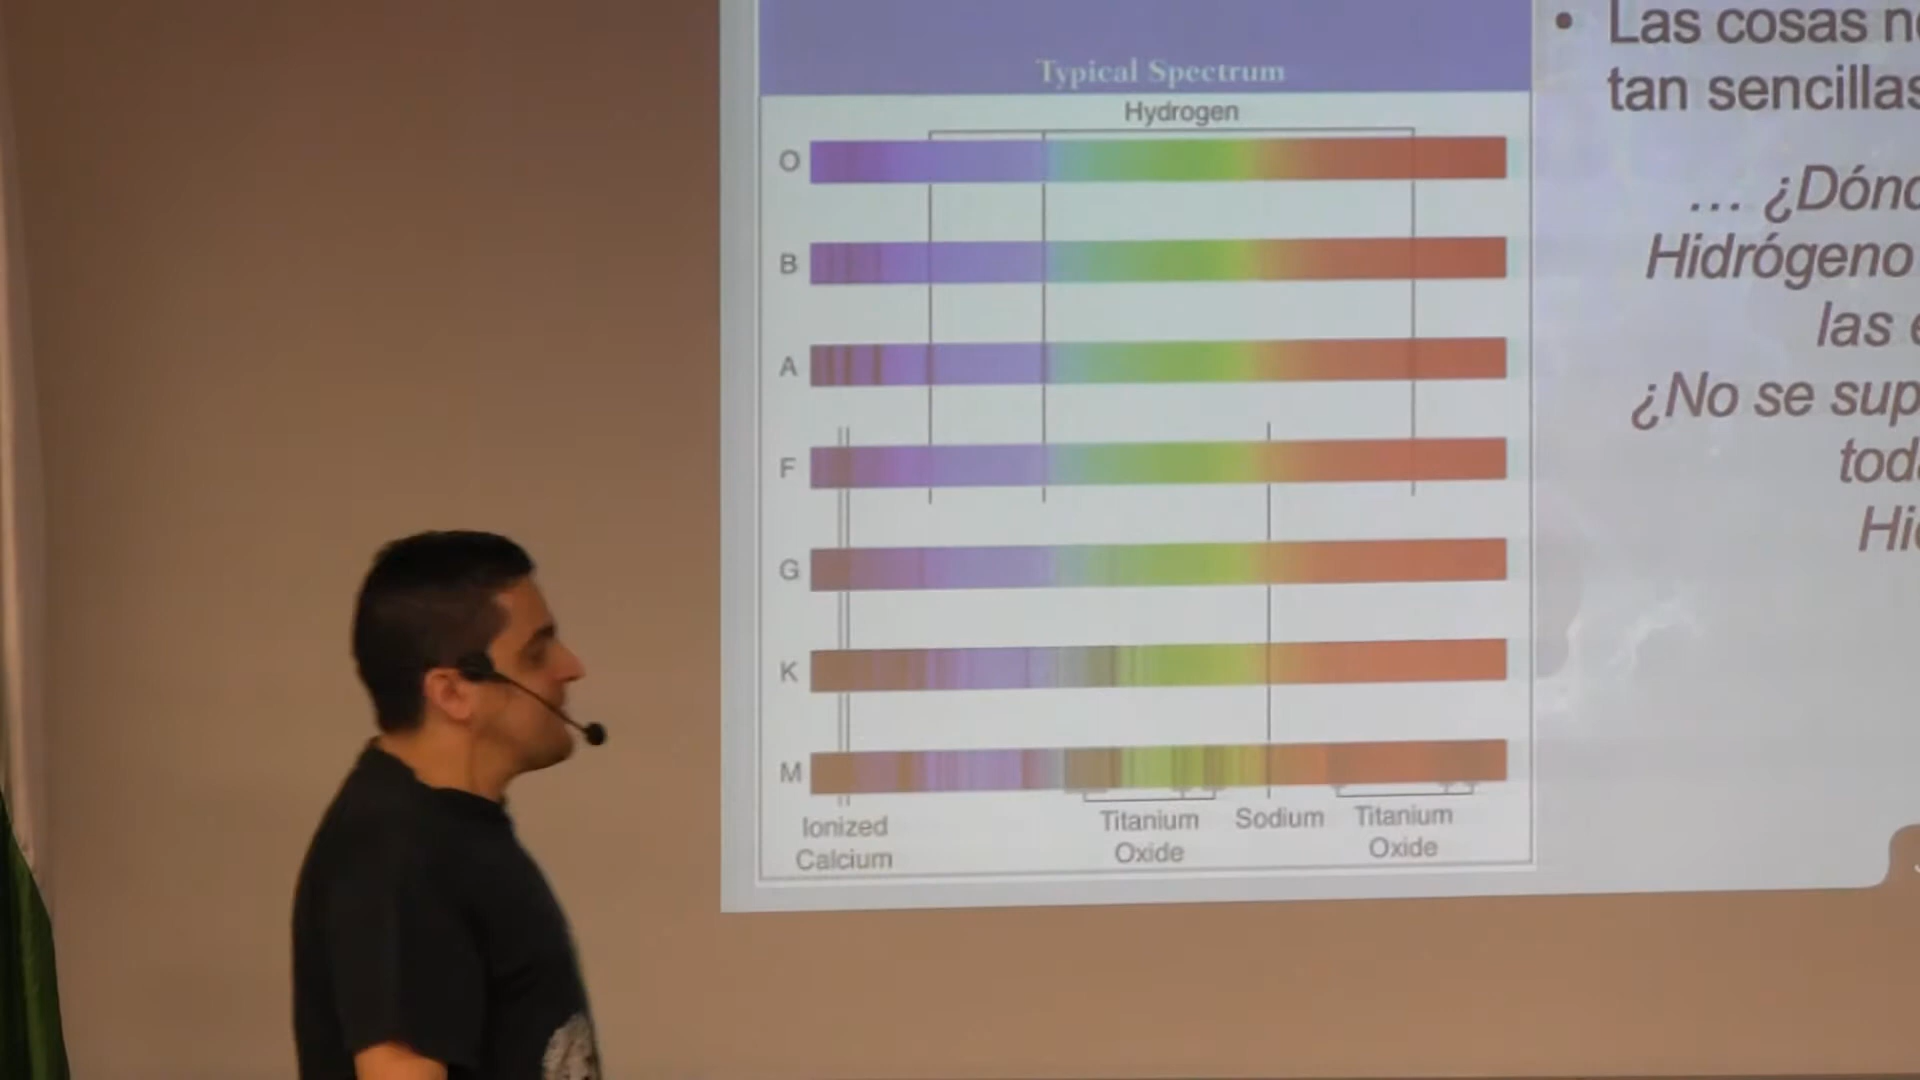 Typical Spectrum
Hydrogen
O
B
A
F
G
K
M
Ionized
Calcium
Titanium
Oxide
Sodium
Titanium
Oxide
• Las cosas
tan sencillas
... ¿Dónd
Hidrógeno
las
¿No se sup
tod
Hid